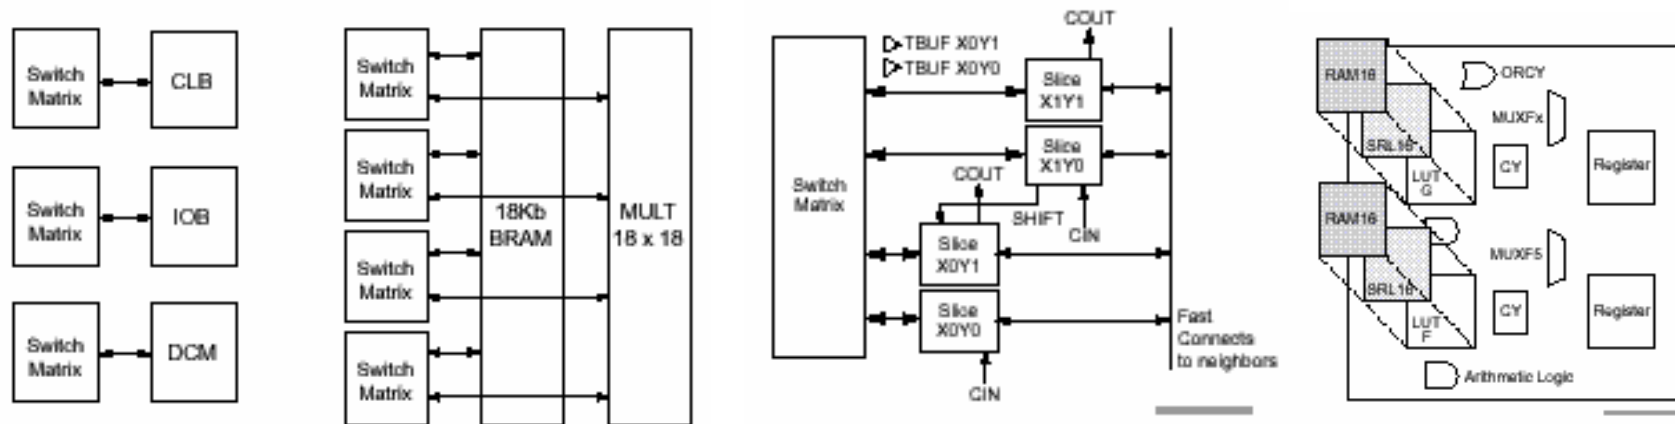 Switch
Matrix
CLB
Switch
Matrix
IOB
Switch
Matrix
DCM
Switch
Matrix
Switch
Matrix
Switch
Matrix
Switch
Matrix
18Kb
BRAM
MULT
18 x 18
Switch
Matrix
TBUF X0Y1
TBUF X0Y0
COUT
Slice
X1Y1
Slice
X1Y0
COUT
SHIFT
CIN
Slice
X0Y1
Slice
X0Y0
CIN
Fast
Connects
to neighbors
RAM16
SRL16
LUT
G
ORCY
MUXFx
CY
Register
RAM16
SRL16
LUT
F
MUXF5
CY
Register
Arithmetic Logic